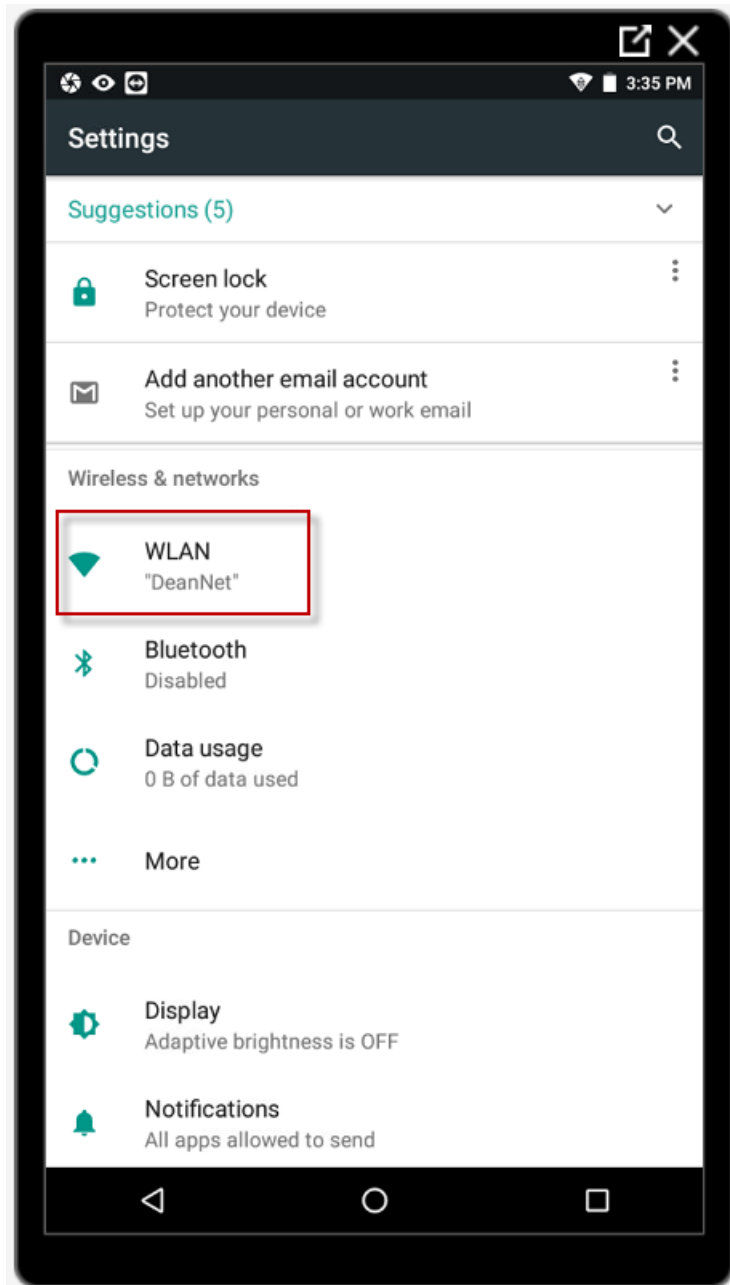 3:35 PM
Settings
Suggestions (5)
Screen lock
Protect your device
Add another email account
Set up your personal or work email
Wireless & networks
WLAN
"DeanNet"
Bluetooth
Disabled
Data usage
0 B of data used
More
Device
Display
Adaptive brightness is OFF
Notifications
All apps allowed to send